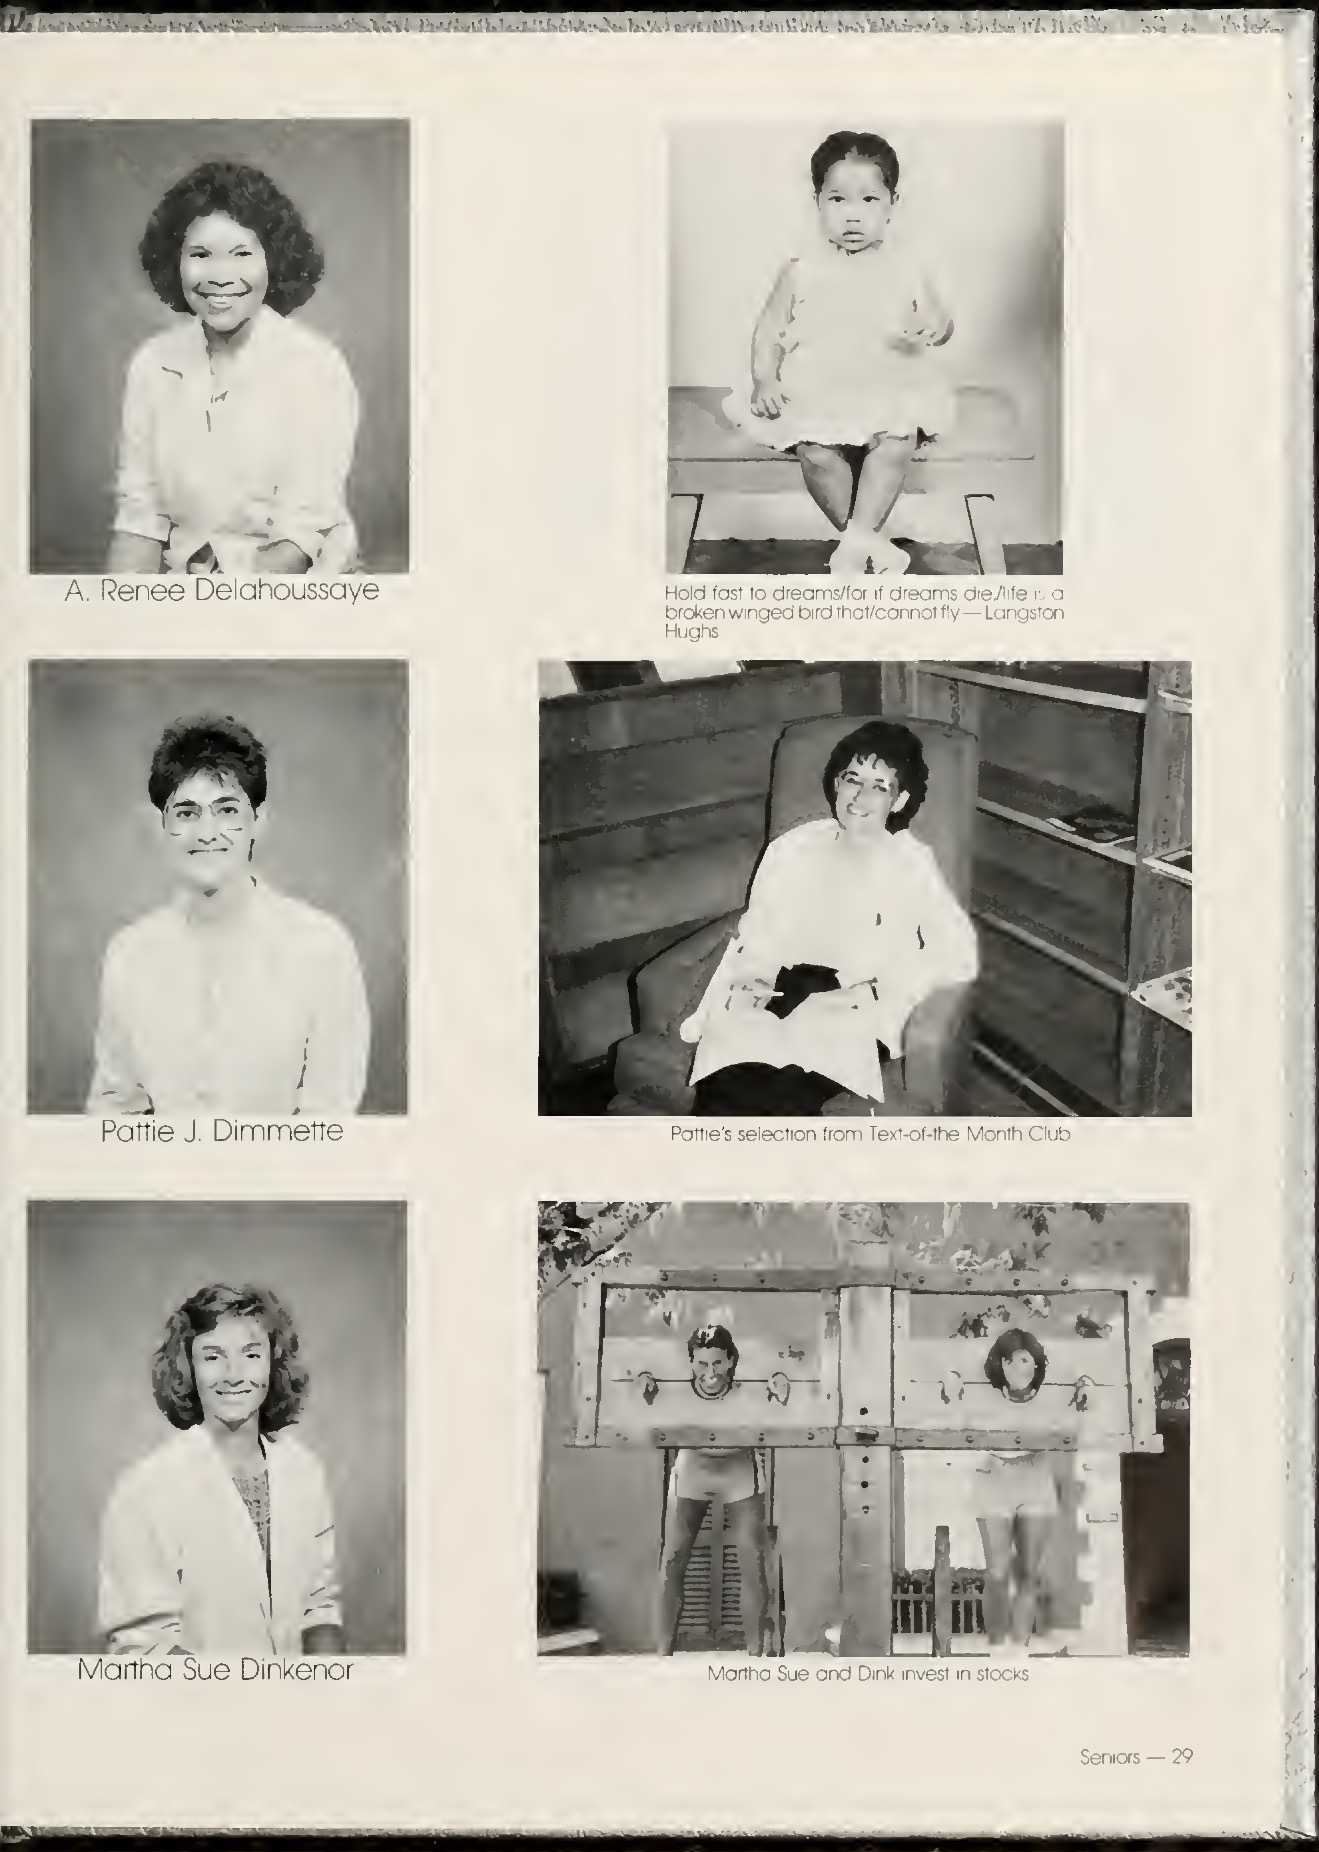 A. Renee Delahoussaye
Hold fast to dreams/for if dreams die,/life is a
broken winged bird that/cannot fly — Langston
Hughs
Pattie J. Dimmette
Pattie's selection from Text-of-the Month Club
Martha Sue Dinkenor
Martha Sue and Dink invest in stocks
Seniors — 29